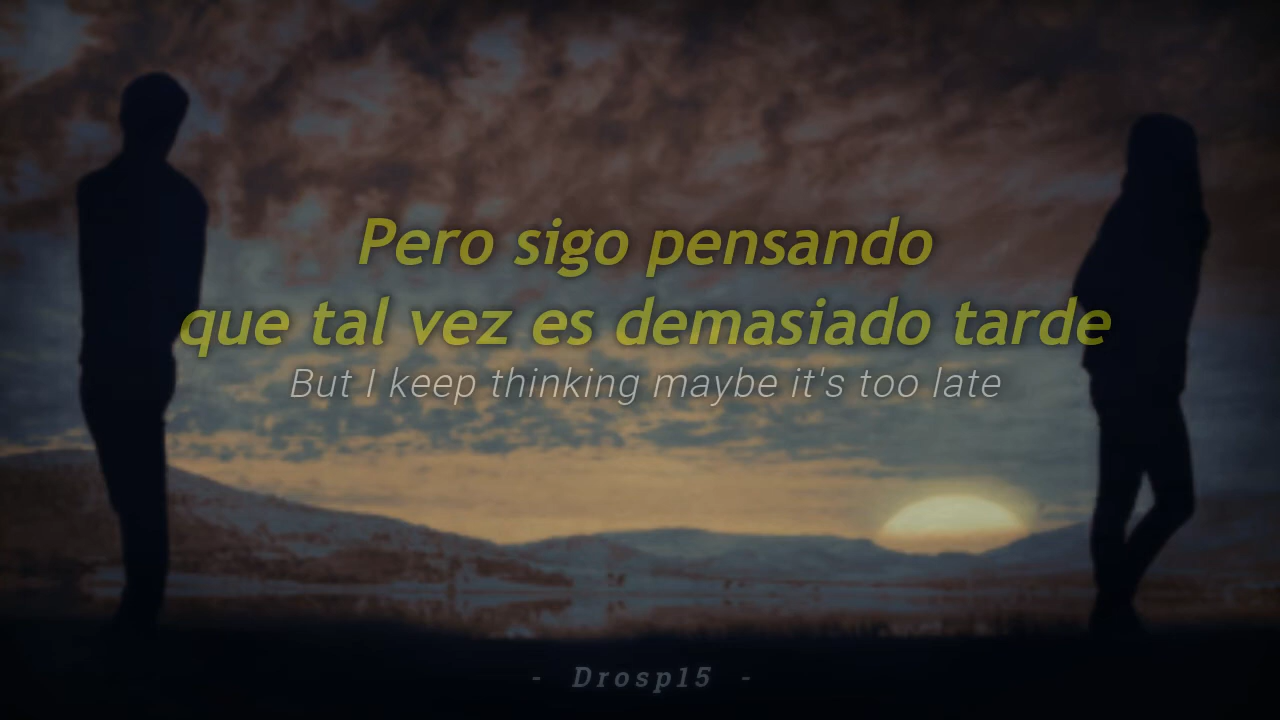 Pero sigo pensando
que tal vez es demasiado tarde
But I keep thinking maybe it's too late
- Drosp15 -